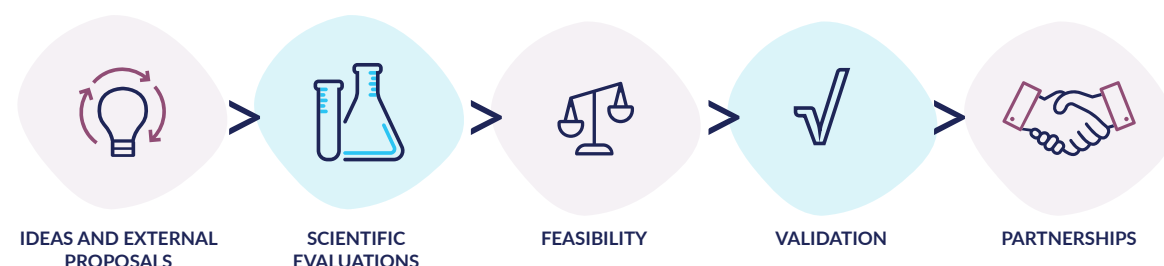 IDEAS AND EXTERNAL
PROPOSALS
SCIENTIFIC
EVALUATIONS
FEASIBILITY
VALIDATION
PARTNERSHIPS